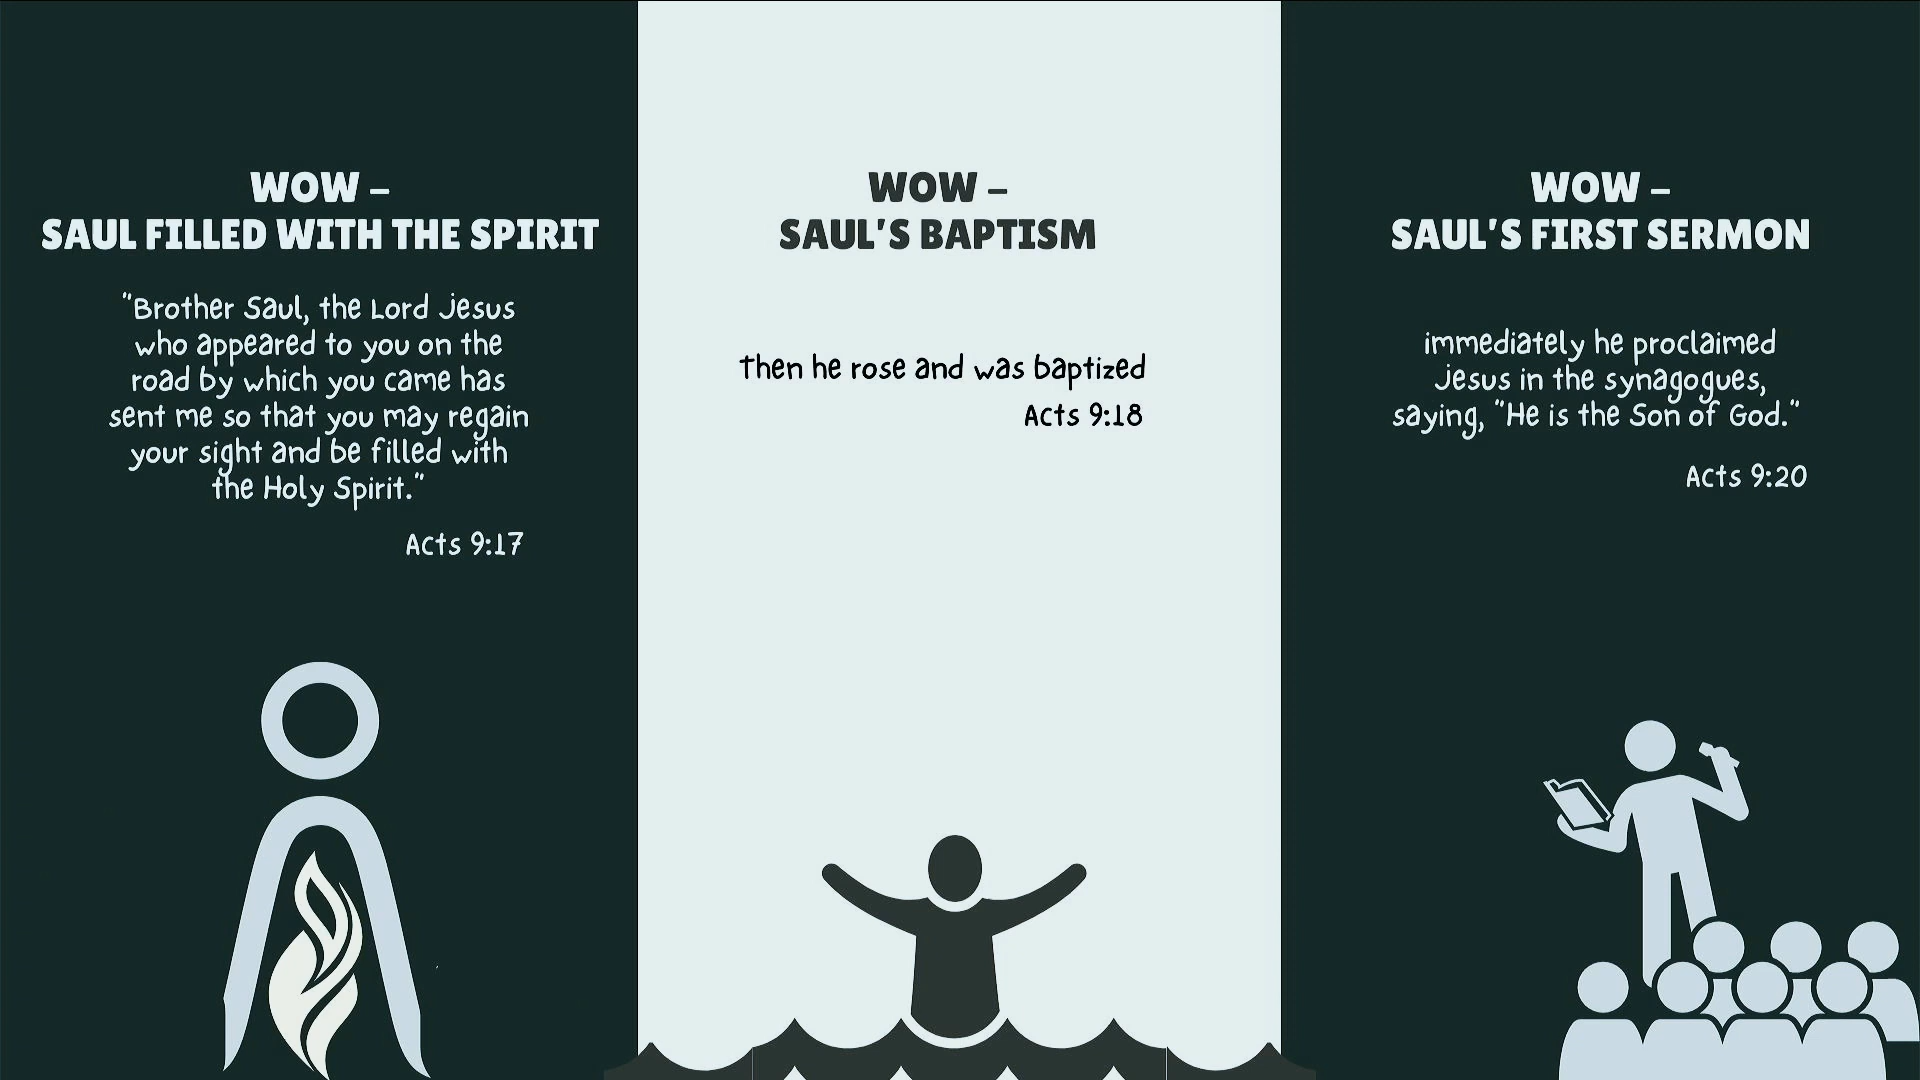 WOW –
SAUL FILLED WITH THE SPIRIT
"Brother Saul, the Lord Jesus
who appeared to you on the
road by which you came has
sent me so that you may regain
your sight and be filled with
the Holy Spirit."
Acts 9:17
WOW –
SAUL'S BAPTISM
Then he rose and was baptized
Acts 9:18
WOW –
SAUL'S FIRST SERMON
immediately he proclaimed
Jesus in the synagogues,
saying, "He is the Son of God."
Acts 9:20